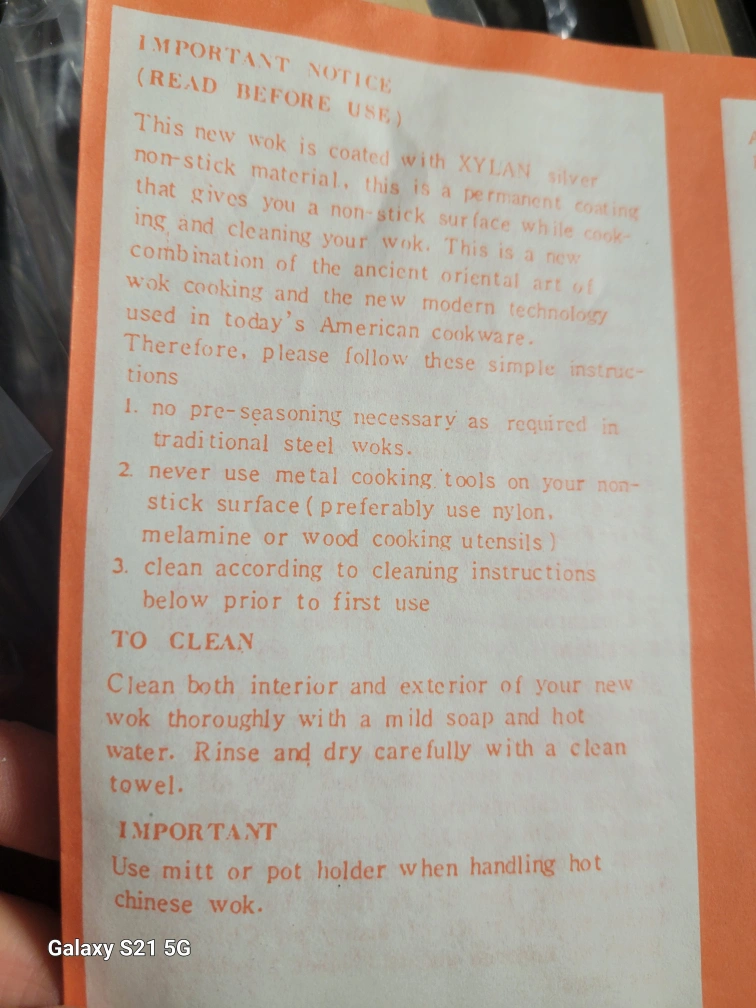 IMPORTANT NOTICE
(READ BEFORE USE)
This new wok is coated with XYLAN silver
non-stick material, this is a permanent coating
that gives you a non-stick surface while cook-
ing and cleaning your wok. This is a new
combination of the ancient oriental art of
wok cooking and the new modern technology
used in today's American cookware.
Therefore, please follow these simple instruc-
tions
1. no pre-seasoning necessary as required in
traditional steel woks.
2. never use metal cooking tools on your non-
stick surface (preferably use nylon,
melamine or wood cooking utensils)
3. clean according to cleaning instructions
below prior to first use
TO CLEAN
Clean both interior and exterior of your new
wok thoroughly with a mild soap and hot
water. Rinse and dry carefully with a clean
towel.
IMPORTANT
Use mitt or pot holder when handling hot
chinese wok.
Galaxy S21 5G